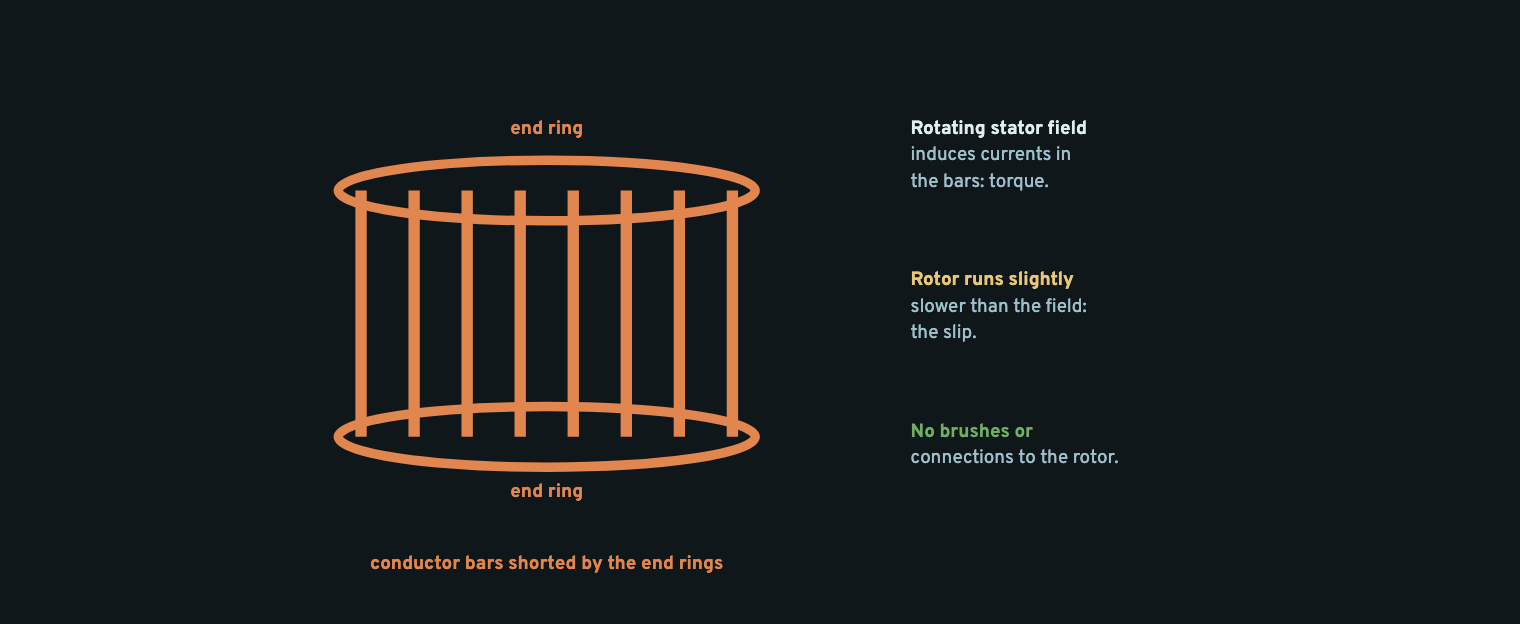 end ring
end ring
conductor bars shorted by the end rings
Rotating stator field
induces currents in
the bars: torque.
Rotor runs slightly
slower than the field:
the slip.
No brushes or
connections to the rotor.